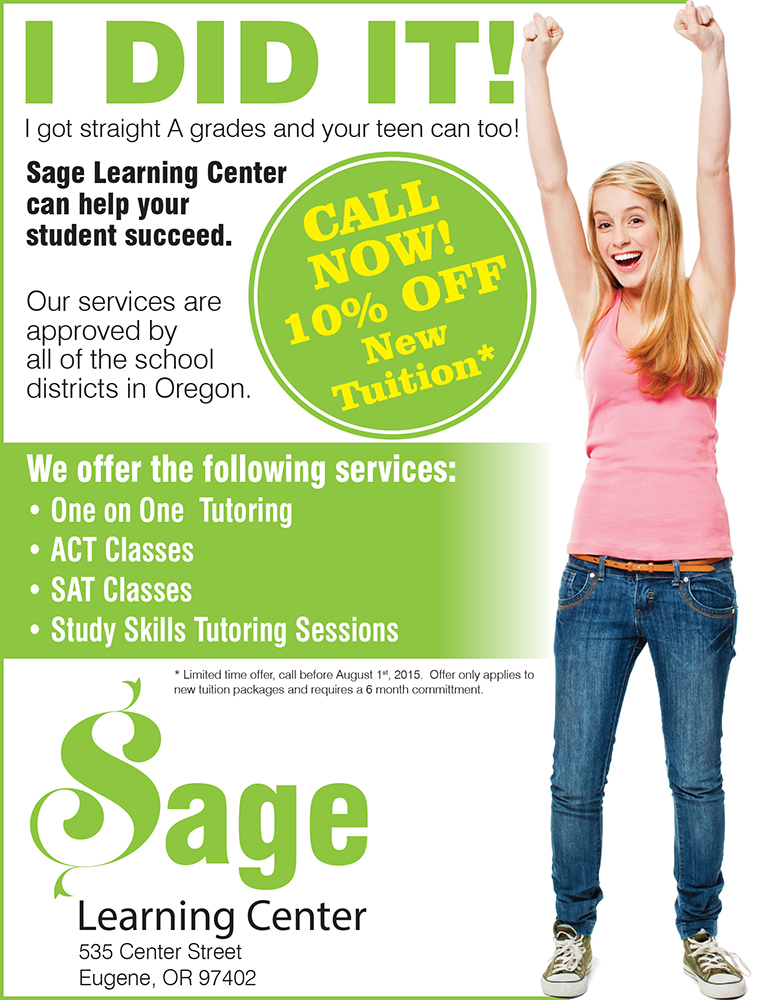 I DID IT!
I got straight A grades and your teen can too!
Sage Learning Center
can help your
student succeed.
Our services are
approved by
all of the school
districts in Oregon.
CALL
NOW!
10% OFF
New
Tuition*
We offer the following services:
• One on One  Tutoring
• ACT Classes
• SAT Classes
• Study Skills Tutoring Sessions
* Limited time offer, call before August 1st, 2015.  Offer only applies to
new tuition packages and requires a 6 month committment.
Sage
Learning Center
535 Center Street
Eugene, OR 97402